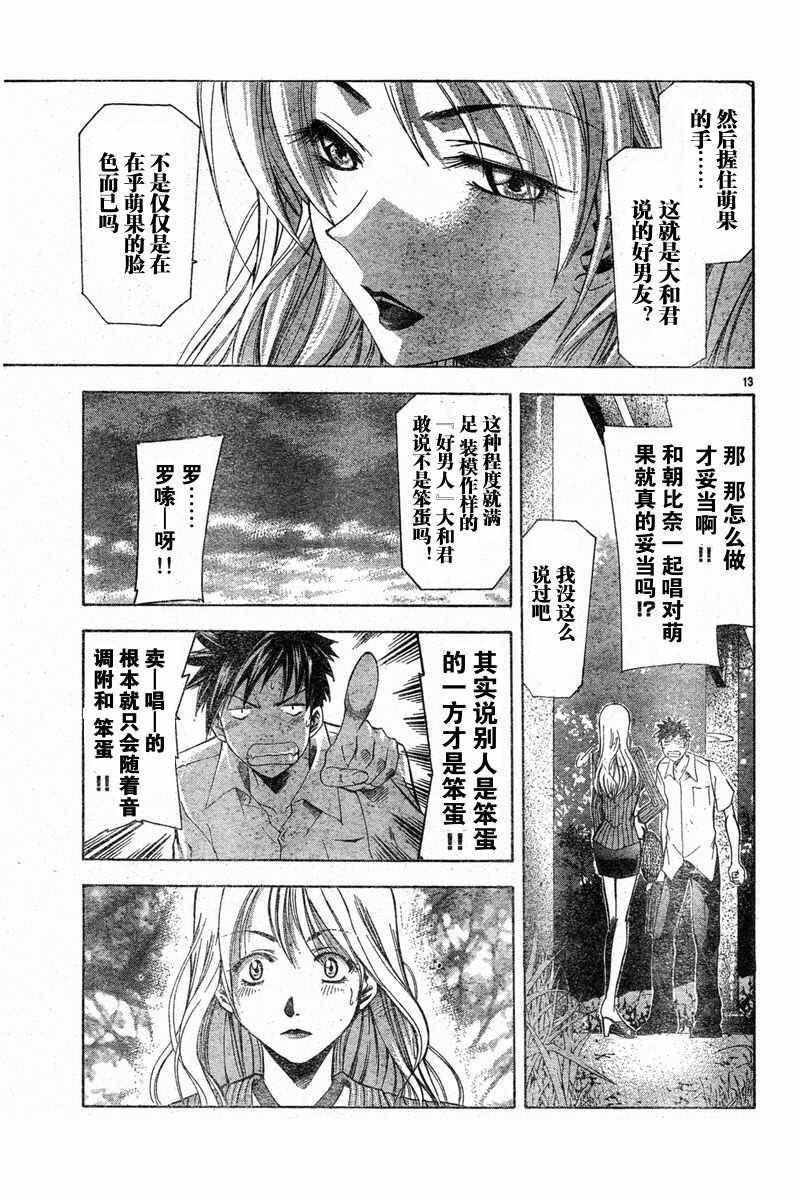 然后握住萌果
的手……
这就是大和君
说的好男友?
不是仅仅是在
在乎萌果的脸
色而已吗
13
那 那怎么做
才妥当啊!!
和朝比奈一起唱对萌
果就真的妥当吗!?
我没这么
说过吧
这种程度就满
足 装模作样的
『好男人』大和君
敢说不是笨蛋吗!
罗……
罗嗦—呀!!
其实说别人是笨蛋
的一方才是笨蛋!!
卖—唱—的
根本就只会随着音
调附和 笨蛋!!